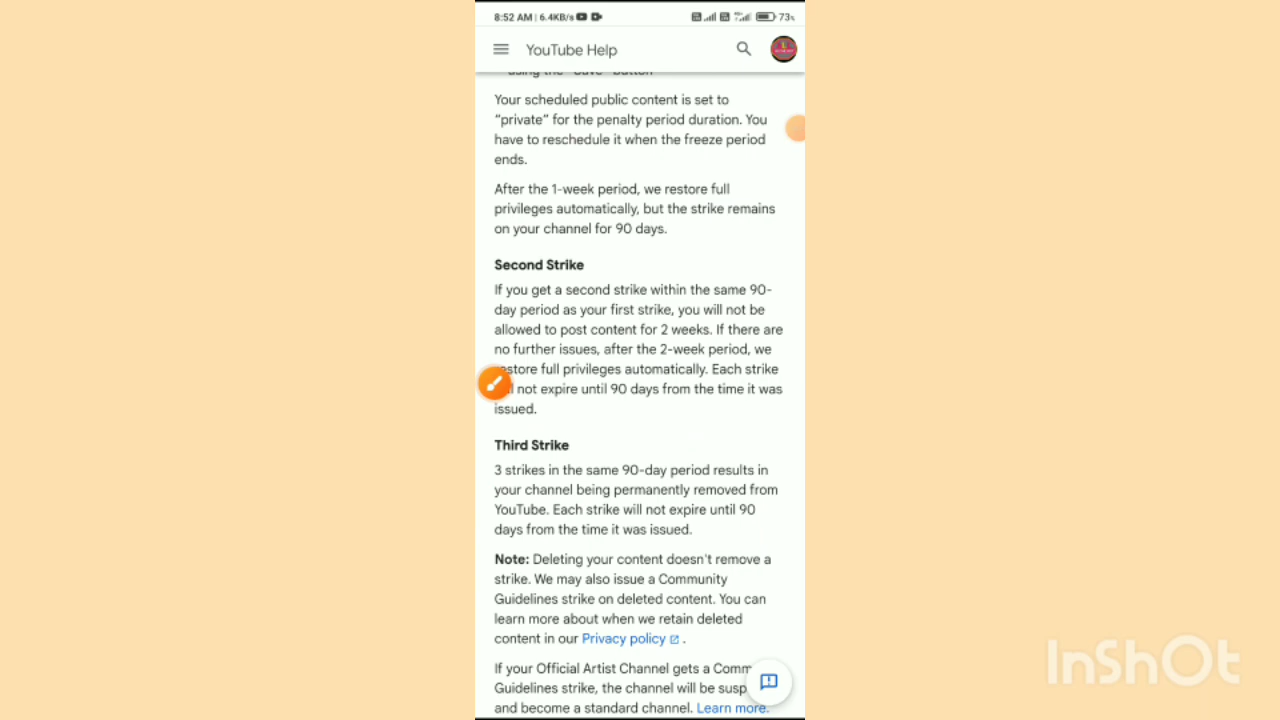 8:52 AM | 6.4KB/s 73%
YouTube Help
using the "Save" button
Your scheduled public content is set to
"private" for the penalty period duration. You
have to reschedule it when the freeze period
ends.
After the 1-week period, we restore full
privileges automatically, but the strike remains
on your channel for 90 days.
Second Strike
If you get a second strike within the same 90-
day period as your first strike, you will not be
allowed to post content for 2 weeks. If there are
no further issues, after the 2-week period, we
estore full privileges automatically. Each strike
not expire until 90 days from the time it was
issued.
Third Strike
3 strikes in the same 90-day period results in
your channel being permanently removed from
YouTube. Each strike will not expire until 90
days from the time it was issued.
Note: Deleting your content doesn't remove a
strike. We may also issue a Community
Guidelines strike on deleted content. You can
learn more about when we retain deleted
content in our Privacy policy .
If your Official Artist Channel gets a Comm
Guidelines strike, the channel will be susp
and become a standard channel. Learn more.
InShOt